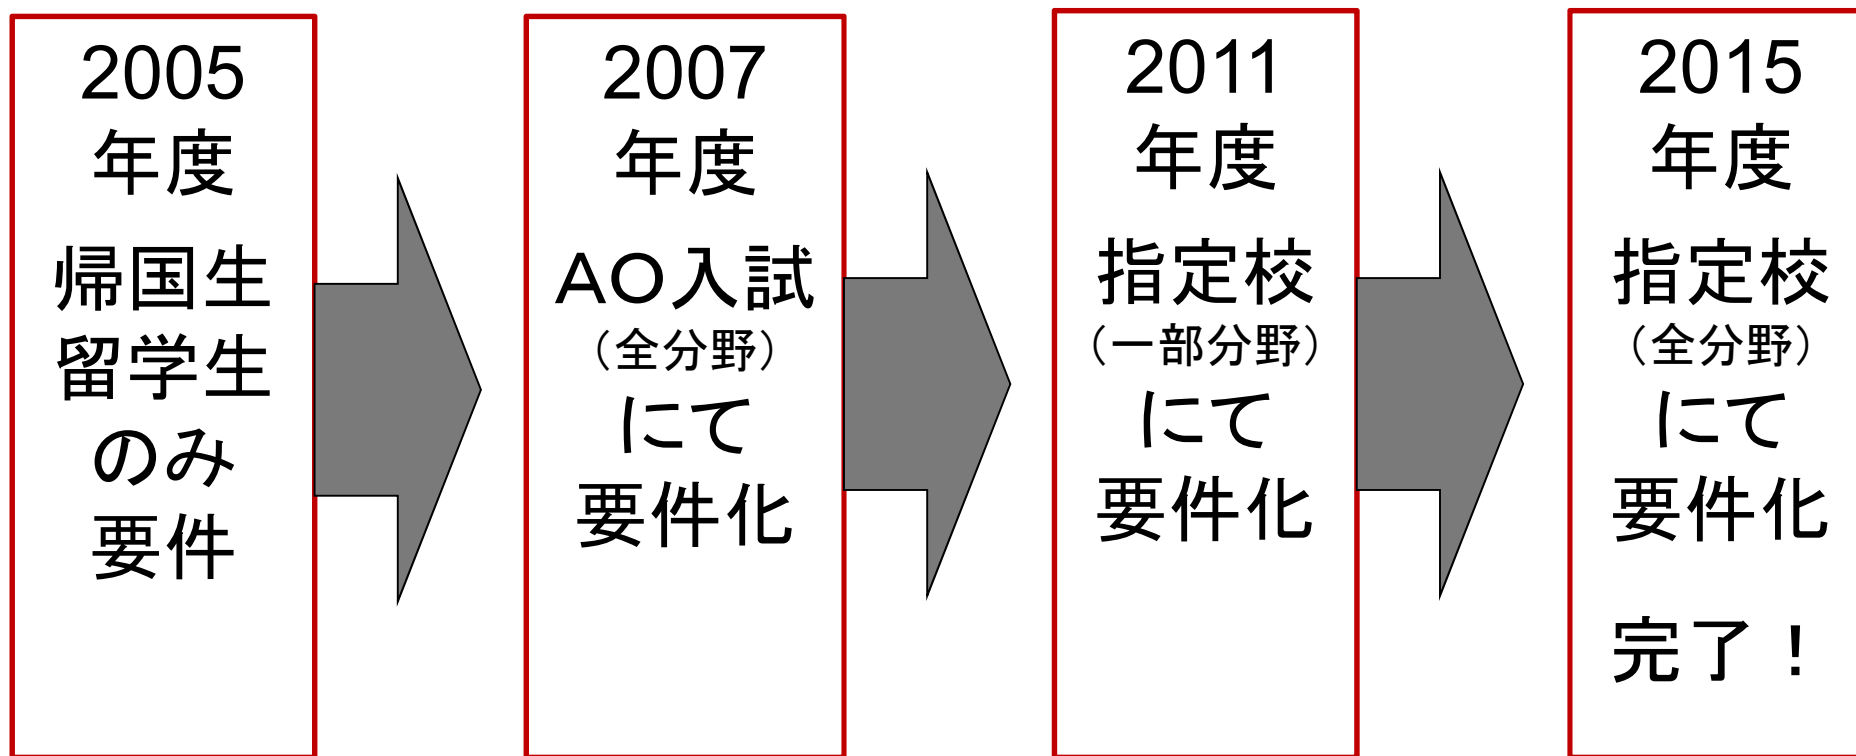 2005
年度
帰国生
留学生
のみ
要件
2007
年度
ＡＯ入試
（全分野）
にて
要件化
2011
年度
指定校
（一部分野）
にて
要件化
2015
年度
指定校
（全分野）
にて
要件化
完了！